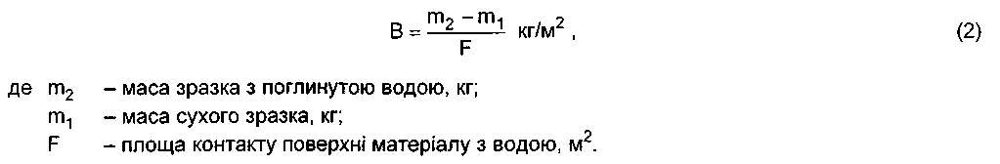 B = (m₂ – m₁) / F кг/м² , (2)
де m₂ – маса зразка з поглинутою водою, кг;
m₁ – маса сухого зразка, кг;
F – площа контакту поверхні матеріалу з водою, м².